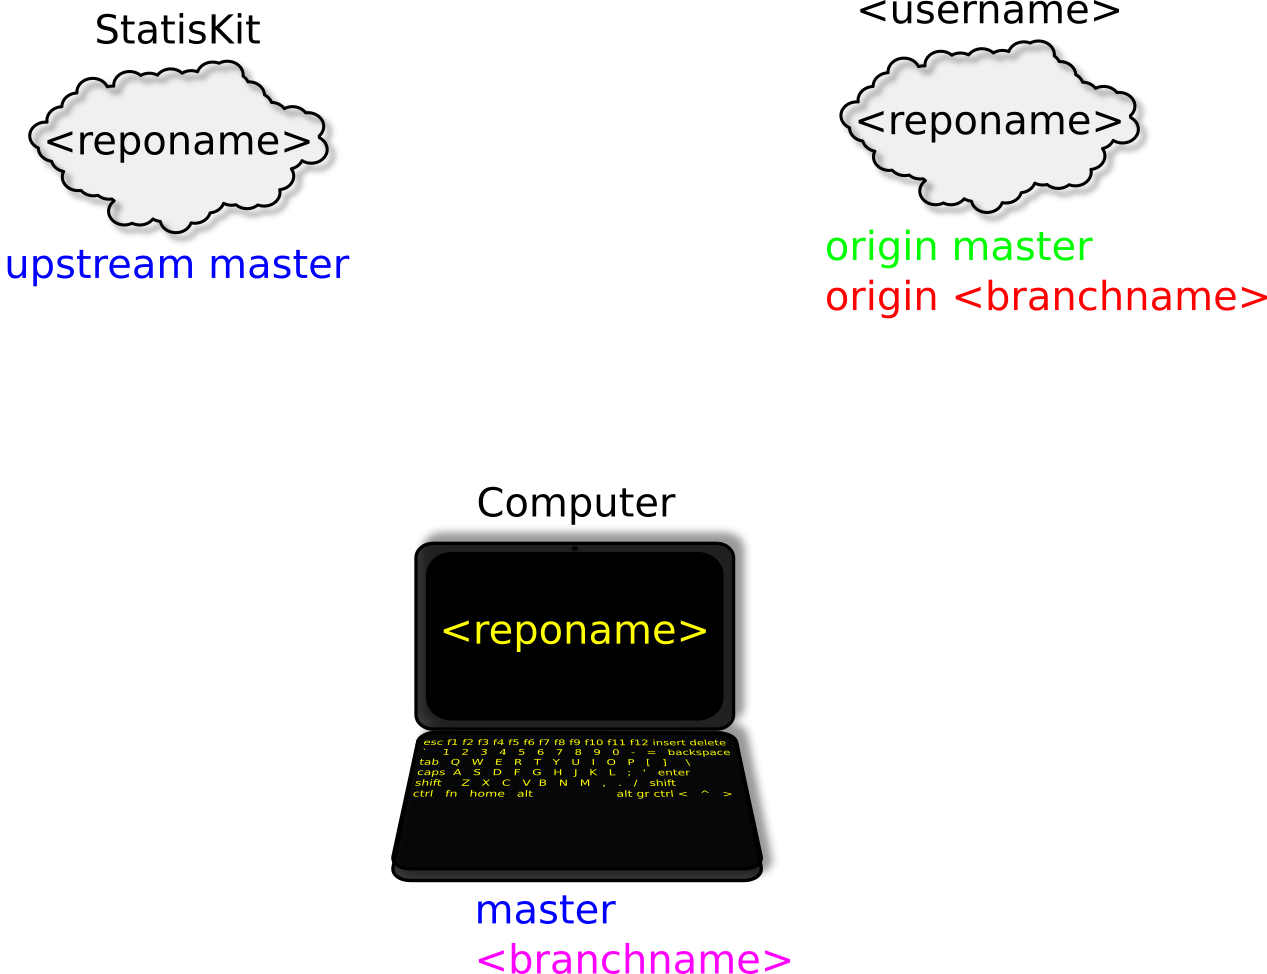 StatisKit
<username>
<reponame>
<reponame>
upstream master
origin master
origin <branchname>
Computer
<reponame>
esc f1 f2 f3 f4 f5 f6 f7 f8 f9 f10 f11 f12 insert delete
` 1 2 3 4 5 6 7 8 9 0 - = backspace
tab Q W E R T Y U I O P [ ] \
caps A S D F G H J K L ; ' enter
shift Z X C V B N M , . / shift
ctrl fn home alt alt gr ctrl < ^ >
master
<branchname>